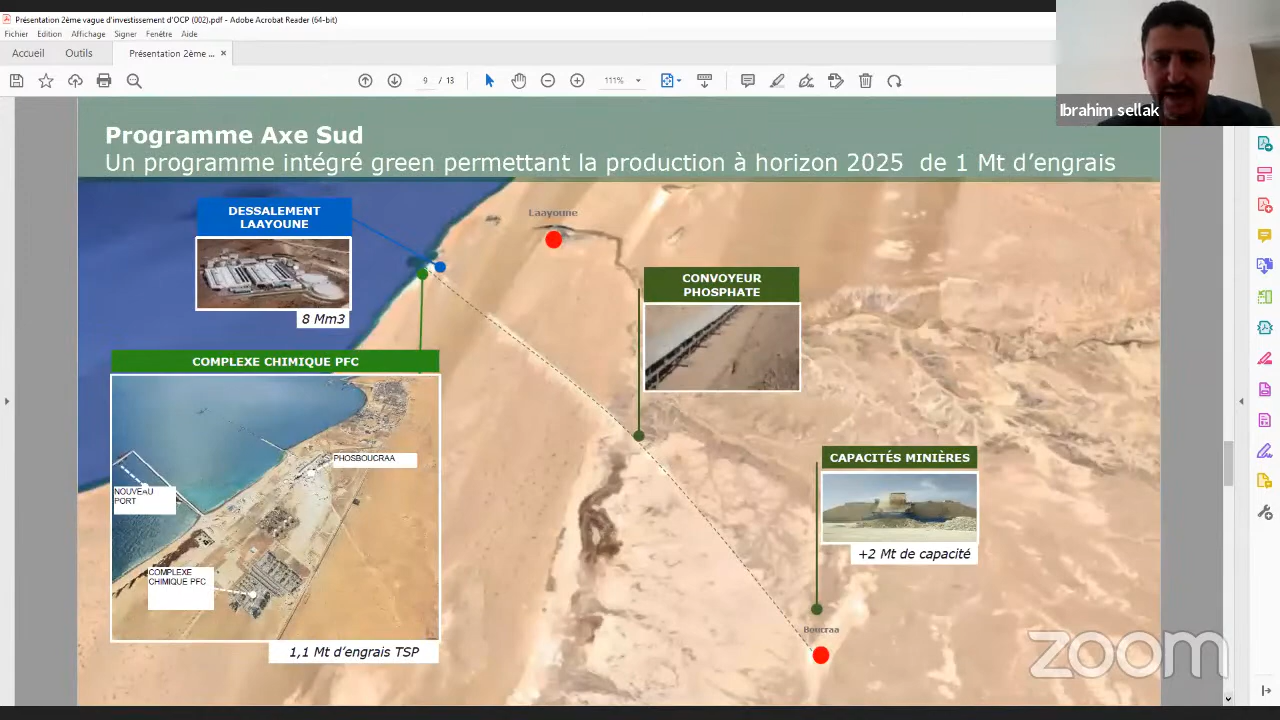 Présentation 2ème vague d'investissement d'OCP (002).pdf - Adobe Acrobat Reader (64-bit)
Fichier Edition Affichage Signer Fenêtre Aide
Accueil Outils Présentation 2ème ... ×
9 / 13 111%
Ibrahim sellak
Programme Axe Sud
Un programme intégré green permettant la production à horizon 2025 de 1 Mt d'engrais
DESSALEMENT
LAAYOUNE
8 Mm3
Laayoune
CONVOYEUR
PHOSPHATE
COMPLEXE CHIMIQUE PFC
PHOSBOUCRAA
NOUVEAU
PORT
COMPLEXE
CHIMIQUE PFC
1,1 Mt d'engrais TSP
CAPACITÉS MINIÈRES
+2 Mt de capacité
Boucraa
zoom